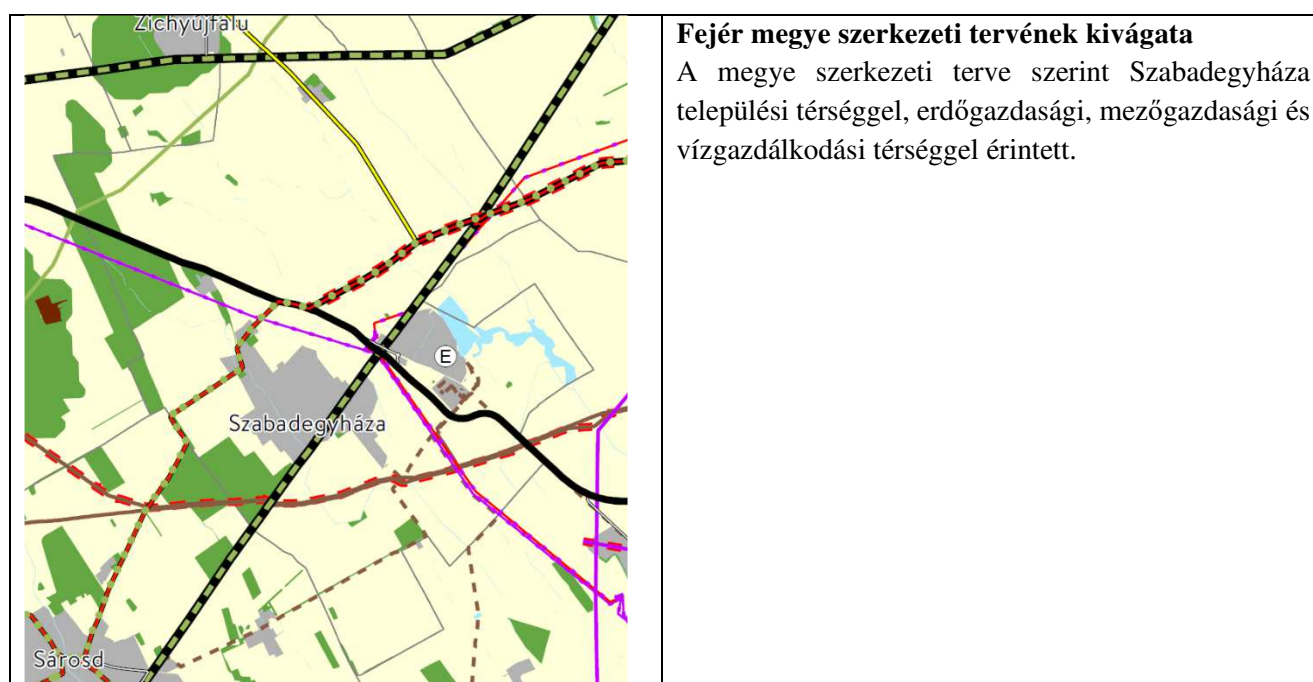 Zichyújfalu
E
Szabadegyháza
Sárosd
Fejér megye szerkezeti tervének kivágata
A megye szerkezeti terve szerint Szabadegyháza
települési térséggel, erdőgazdasági, mezőgazdasági és
vízgazdálkodási térséggel érintett.